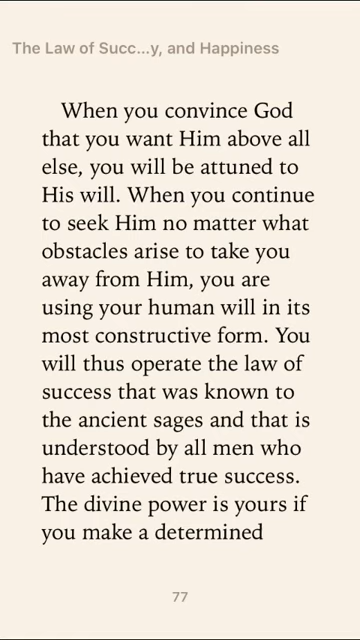 The Law of Succ...y, and Happiness
When you convince God
that you want Him above all
else, you will be attuned to
His will. When you continue
to seek Him no matter what
obstacles arise to take you
away from Him, you are
using your human will in its
most constructive form. You
will thus operate the law of
success that was known to
the ancient sages and that is
understood by all men who
have achieved true success.
The divine power is yours if
you make a determined
77